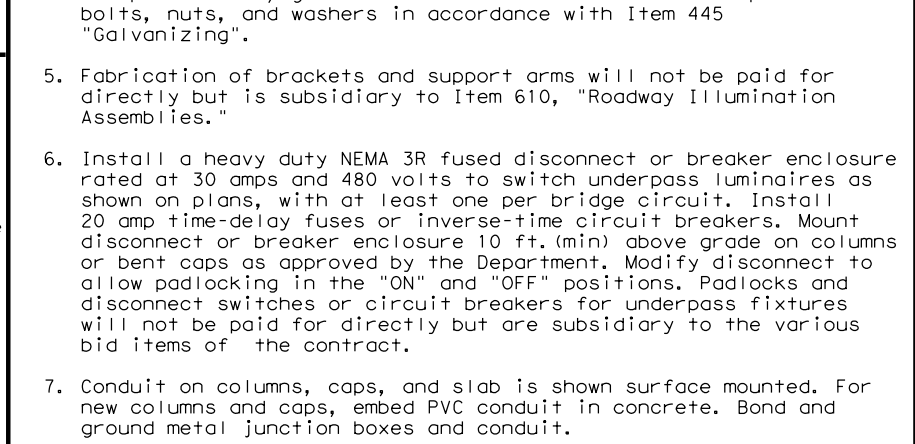 bolts, nuts, and washers in accordance with Item 445
"Galvanizing".
5. Fabrication of brackets and support arms will not be paid for
directly but is subsidiary to Item 610, "Roadway Illumination
Assemblies."
6. Install a heavy duty NEMA 3R fused disconnect or breaker enclosure
rated at 30 amps and 480 volts to switch underpass luminaires as
shown on plans, with at least one per bridge circuit. Install
20 amp time-delay fuses or inverse-time circuit breakers. Mount
disconnect or breaker enclosure 10 ft.(min) above grade on columns
or bent caps as approved by the Department. Modify disconnect to
allow padlocking in the "ON" and "OFF" positions. Padlocks and
disconnect switches or circuit breakers for underpass fixtures
will not be paid for directly but are subsidiary to the various
bid items of  the contract.
7. Conduit on columns, caps, and slab is shown surface mounted. For
new columns and caps, embed PVC conduit in concrete. Bond and
ground metal junction boxes and conduit.